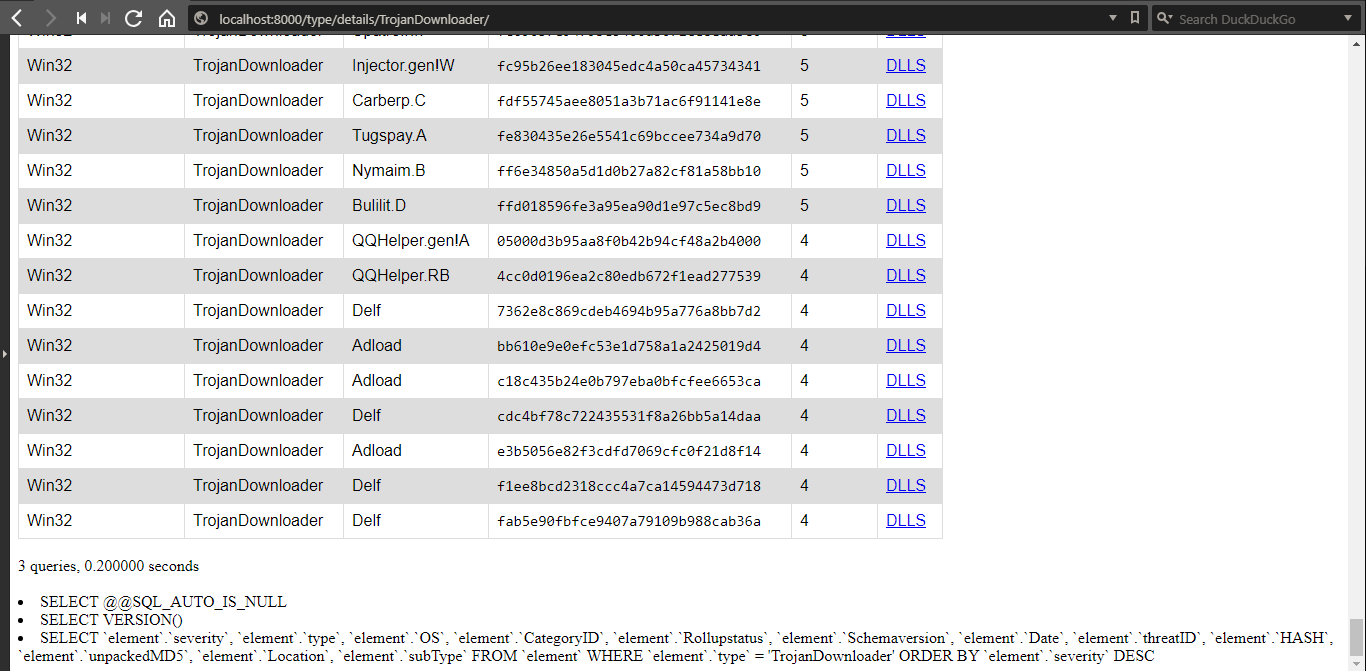 localhost:8000/type/details/TrojanDownloader/ Search DuckDuckGo
Win32 TrojanDownloader Injector.gen!W fc95b26ee183045edc4a50ca45734341 5 DLLS
Win32 TrojanDownloader Carberp.C fdf55745aee8051a3b71ac6f91141e8e 5 DLLS
Win32 TrojanDownloader Tugspay.A fe830435e26e5541c69bccee734a9d70 5 DLLS
Win32 TrojanDownloader Nymaim.B ff6e34850a5d1d0b27a82cf81a58bb10 5 DLLS
Win32 TrojanDownloader Bulilit.D ffd018596fe3a95ea90d1e97c5ec8bd9 5 DLLS
Win32 TrojanDownloader QQHelper.gen!A 05000d3b95aa8f0b42b94cf48a2b4000 4 DLLS
Win32 TrojanDownloader QQHelper.RB 4cc0d0196ea2c80edb672f1ead277539 4 DLLS
Win32 TrojanDownloader Delf 7362e8c869cdeb4694b95a776a8bb7d2 4 DLLS
Win32 TrojanDownloader Adload bb610e9e0efc53e1d758a1a2425019d4 4 DLLS
Win32 TrojanDownloader Adload c18c435b24e0b797eba0bfcfee6653ca 4 DLLS
Win32 TrojanDownloader Delf cdc4bf78c722435531f8a26bb5a14daa 4 DLLS
Win32 TrojanDownloader Adload e3b5056e82f3cdfd7069cfc0f21d8f14 4 DLLS
Win32 TrojanDownloader Delf f1ee8bcd2318ccc4a7ca14594473d718 4 DLLS
Win32 TrojanDownloader Delf fab5e90fbfce9407a79109b988cab36a 4 DLLS
3 queries, 0.200000 seconds
• SELECT @@SQL_AUTO_IS_NULL
• SELECT VERSION()
• SELECT `element`.`severity`, `element`.`type`, `element`.`OS`, `element`.`CategoryID`, `element`.`Rollupstatus`, `element`.`Schemaversion`, `element`.`Date`, `element`.`threatID`, `element`.`HASH`,
`element`.`unpackedMD5`, `element`.`Location`, `element`.`subType` FROM `element` WHERE `element`.`type` = 'TrojanDownloader' ORDER BY `element`.`severity` DESC